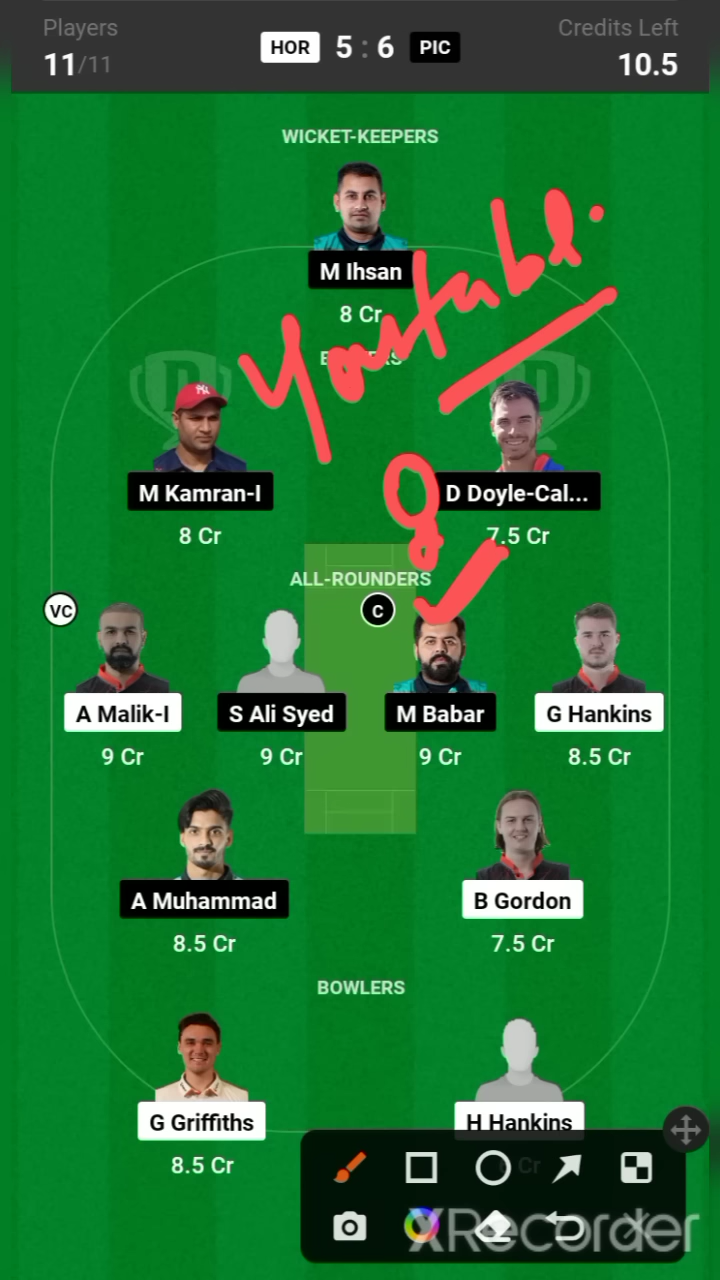 Players
Credits Left
11/11
HOR 5 : 6 PIC
10.5
WICKET-KEEPERS
M Ihsan
8 Cr
M Kamran-I
D Doyle-Cal...
8 Cr
7.5 Cr
ALL-ROUNDERS
VC
C
A Malik-I
S Ali Syed
M Babar
G Hankins
9 Cr
9 Cr
9 Cr
8.5 Cr
A Muhammad
B Gordon
8.5 Cr
7.5 Cr
BOWLERS
G Griffiths
H Hankins
8.5 Cr
Cr
XRecorder